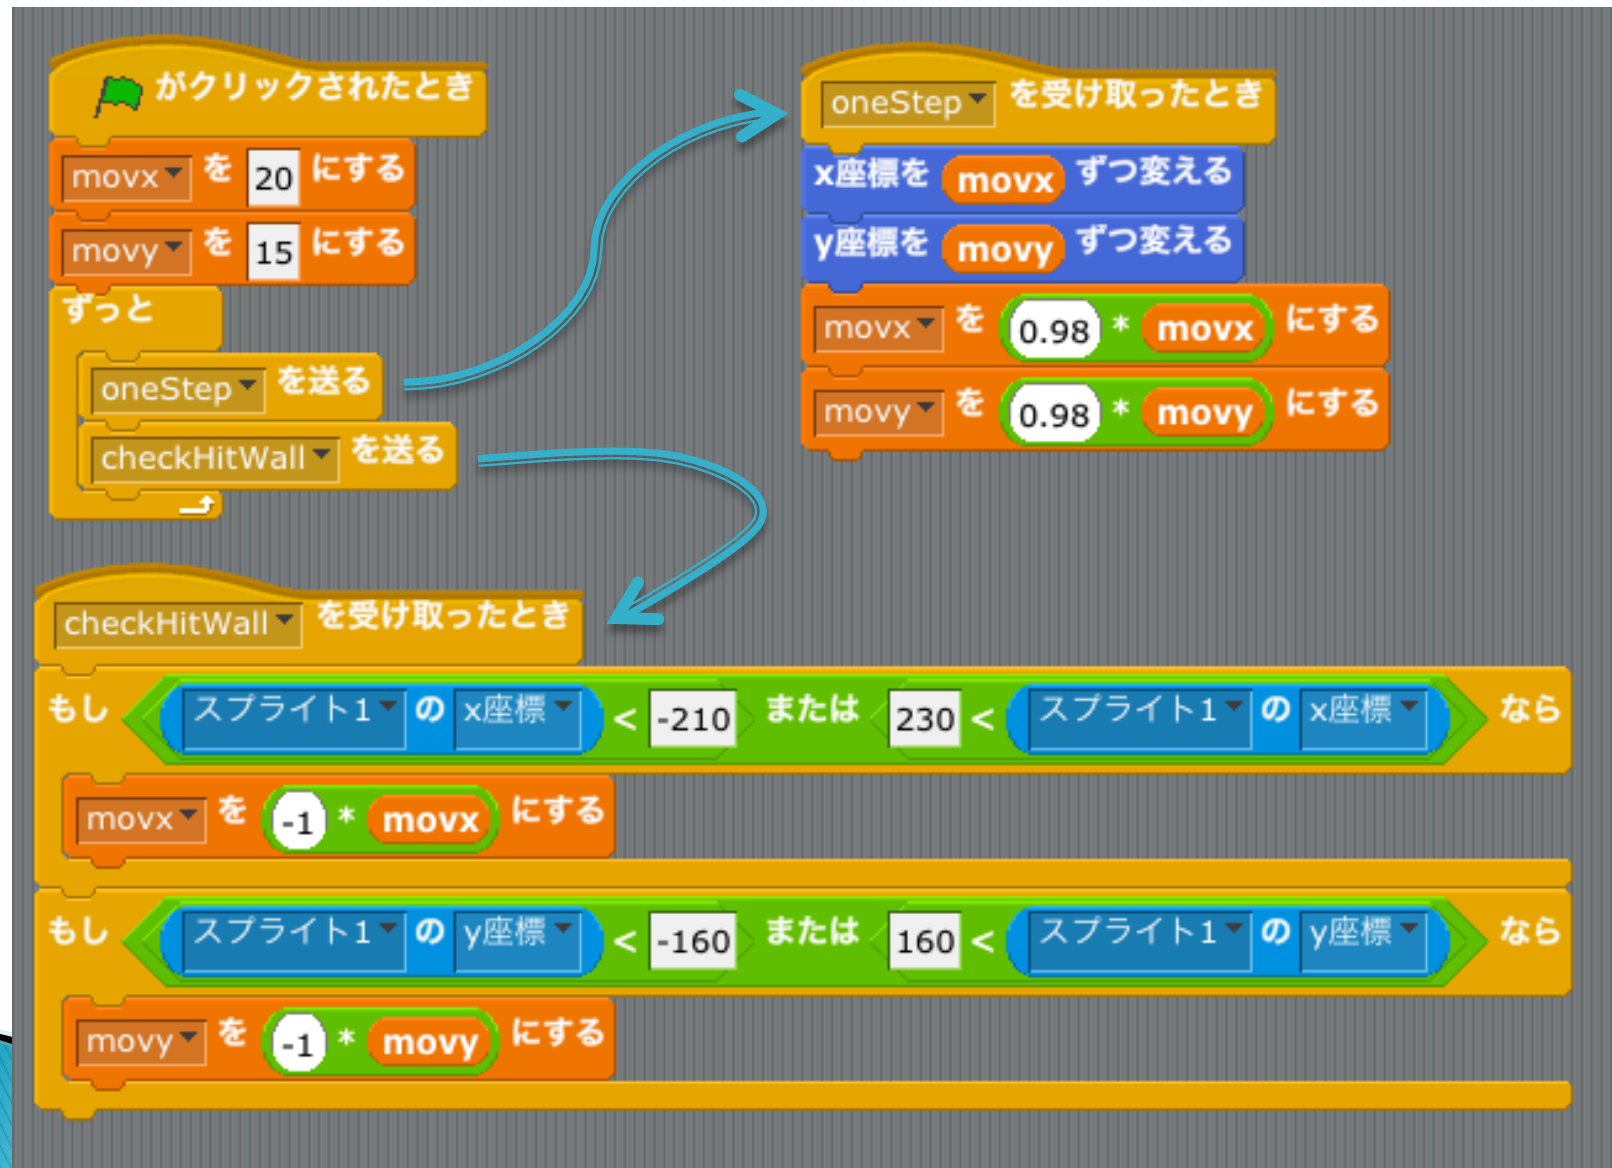 がクリックされたとき
movx を 20 にする
movy を 15 にする
ずっと
oneStep を送る
checkHitWall を送る
oneStep を受け取ったとき
x座標を movx ずつ変える
y座標を movy ずつ変える
movx を 0.98 * movx にする
movy を 0.98 * movy にする
checkHitWall を受け取ったとき
もし スプライト1 の x座標 < -210 または 230 < スプライト1 の x座標 なら
movx を -1 * movx にする
もし スプライト1 の y座標 < -160 または 160 < スプライト1 の y座標 なら
movy を -1 * movy にする